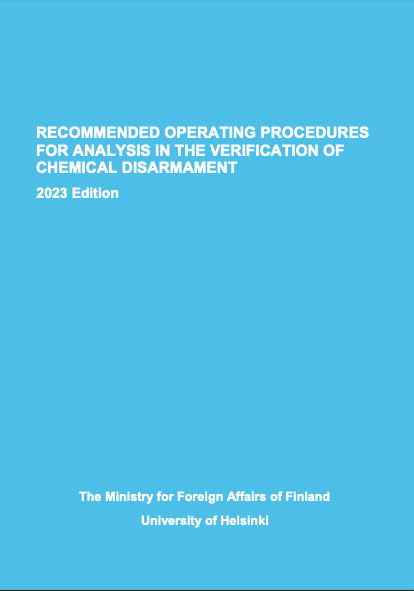 RECOMMENDED OPERATING PROCEDURES
FOR ANALYSIS IN THE VERIFICATION OF
CHEMICAL DISARMAMENT
2023 Edition
The Ministry for Foreign Affairs of Finland
University of Helsinki